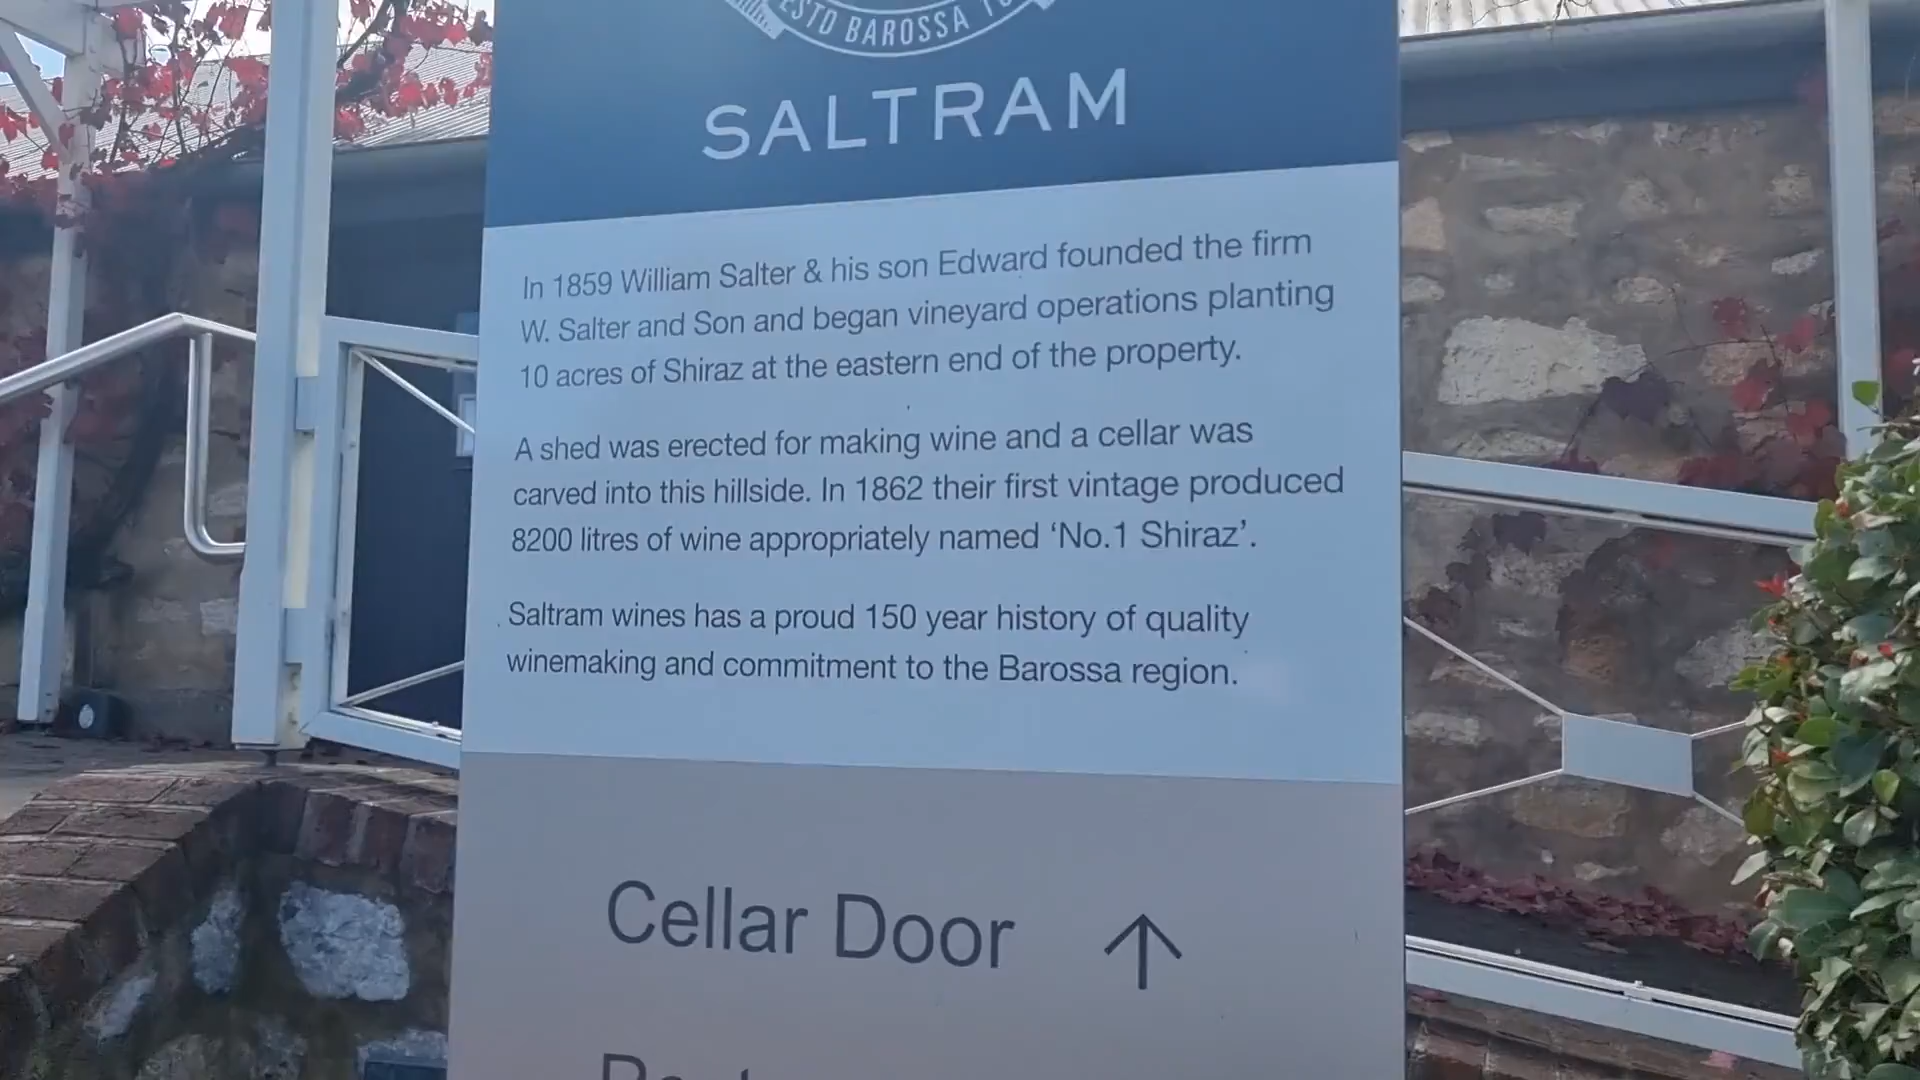 ESTO BAROSSA
SALTRAM
In 1859 William Salter & his son Edward founded the firm
W. Salter and Son and began vineyard operations planting
10 acres of Shiraz at the eastern end of the property.
A shed was erected for making wine and a cellar was
carved into this hillside. In 1862 their first vintage produced
8200 litres of wine appropriately named ‘No.1 Shiraz’.
Saltram wines has a proud 150 year history of quality
winemaking and commitment to the Barossa region.
Cellar Door ↑